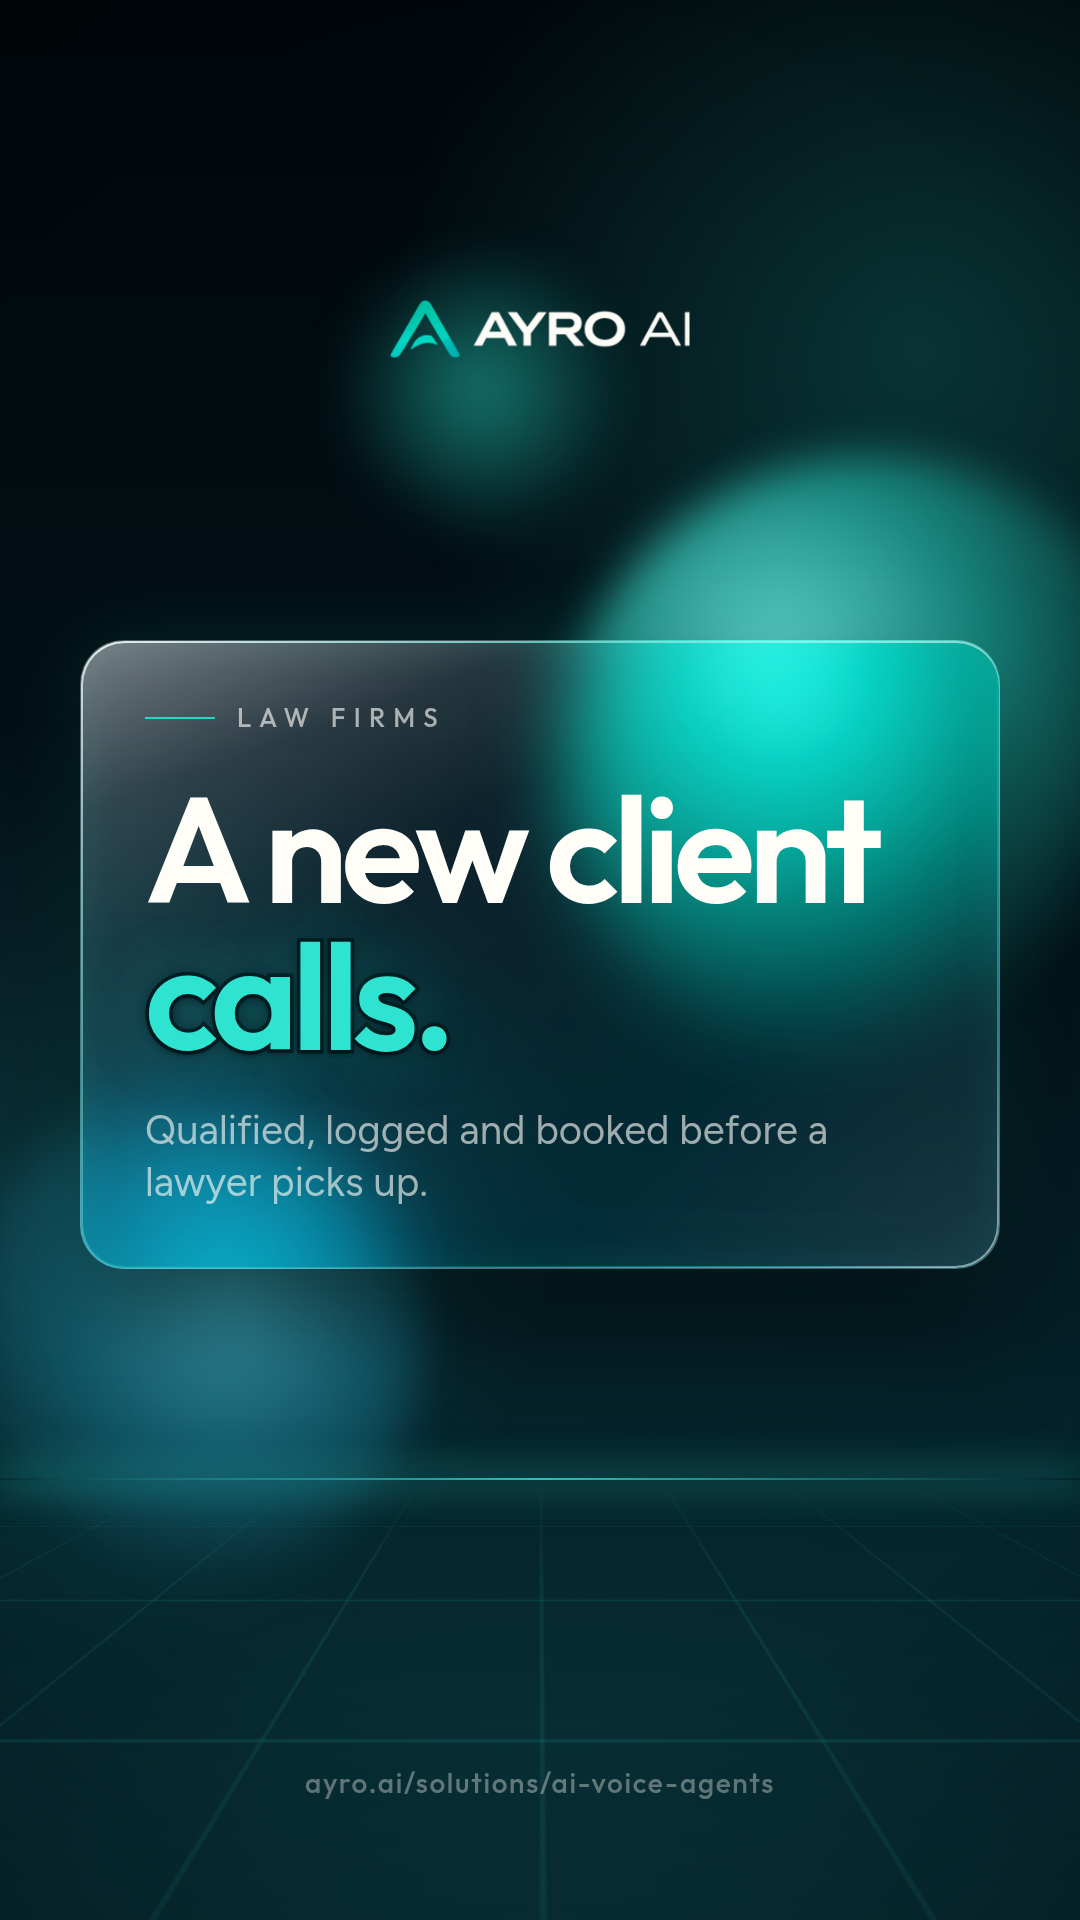 AYRO AI
LAW FIRMS
A new client
calls.
Qualified, logged and booked before a
lawyer picks up.
ayro.ai/solutions/ai-voice-agents